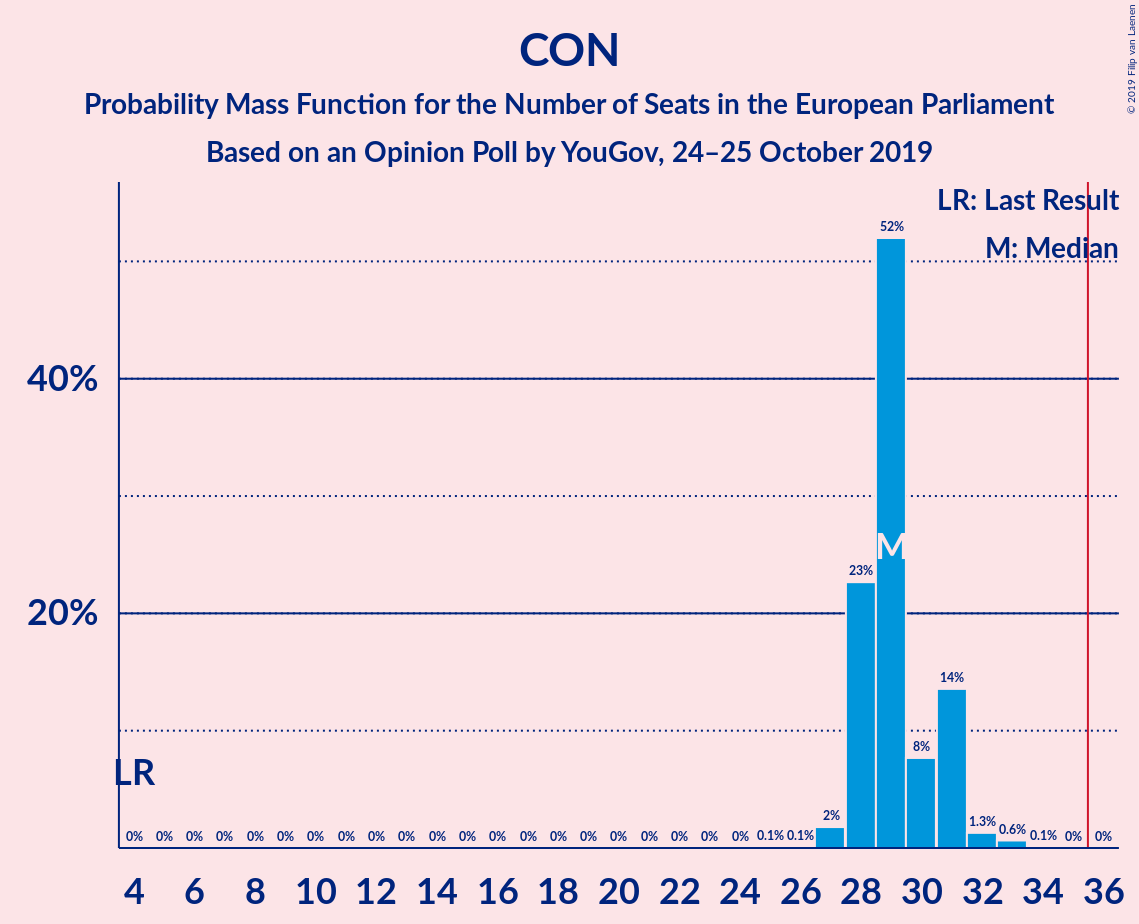 CON
Probability Mass Function for the Number of Seats in the European Parliament
Based on an Opinion Poll by YouGov, 24–25 October 2019
© 2019 Filip van Laenen
LR: Last Result
M: Median
52%
40%
M
23%
20%
14%
8%
LR
0% 0% 0% 0% 0% 0% 0% 0% 0% 0% 0% 0% 0% 0% 0% 0% 0% 0% 0% 0% 0% 0.1% 0.1% 2% 1.3% 0.6% 0.1% 0% 0%
4 6 8 10 12 14 16 18 20 22 24 26 28 30 32 34 36